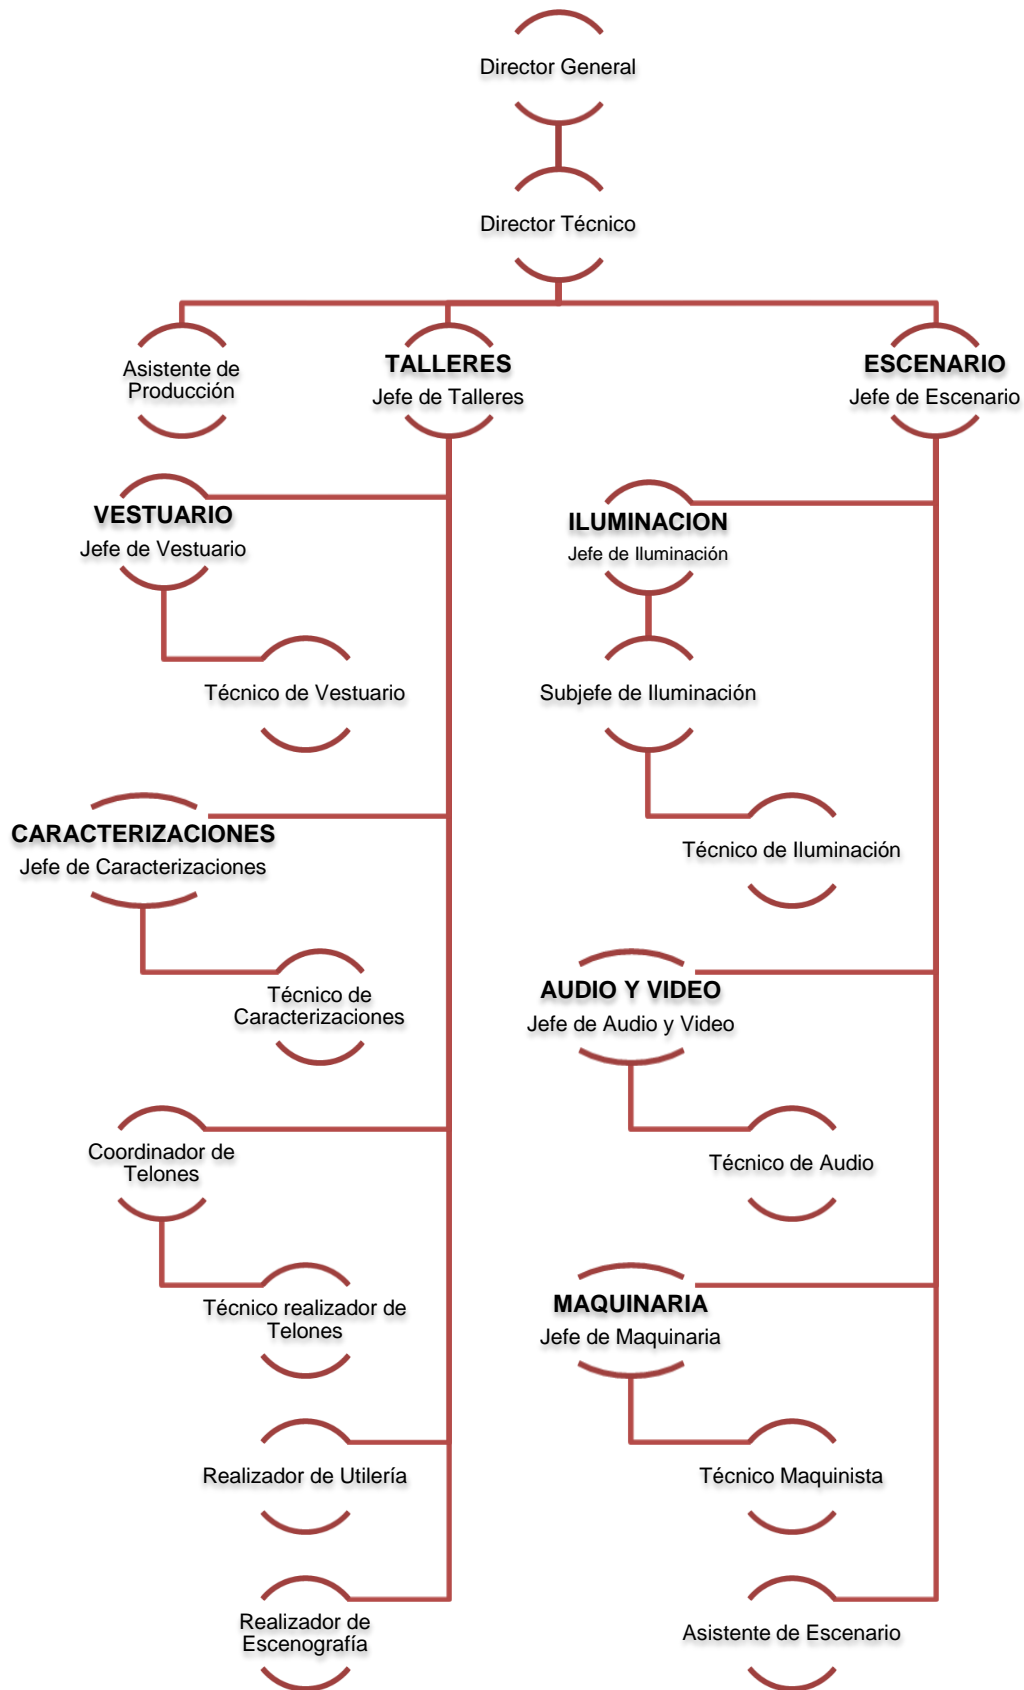 Director General
Director Técnico
Asistente de
Producción
TALLERES
Jefe de Talleres
ESCENARIO
Jefe de Escenario
VESTUARIO
Jefe de Vestuario
Técnico de Vestuario
CARACTERIZACIONES
Jefe de Caracterizaciones
Técnico de
Caracterizaciones
Coordinador de
Telones
Técnico realizador de
Telones
Realizador de Utilería
Realizador de
Escenografía
ILUMINACION
Jefe de Iluminación
Subjefe de Iluminación
Técnico de Iluminación
AUDIO Y VIDEO
Jefe de Audio y Video
Técnico de Audio
MAQUINARIA
Jefe de Maquinaria
Técnico Maquinista
Asistente de Escenario